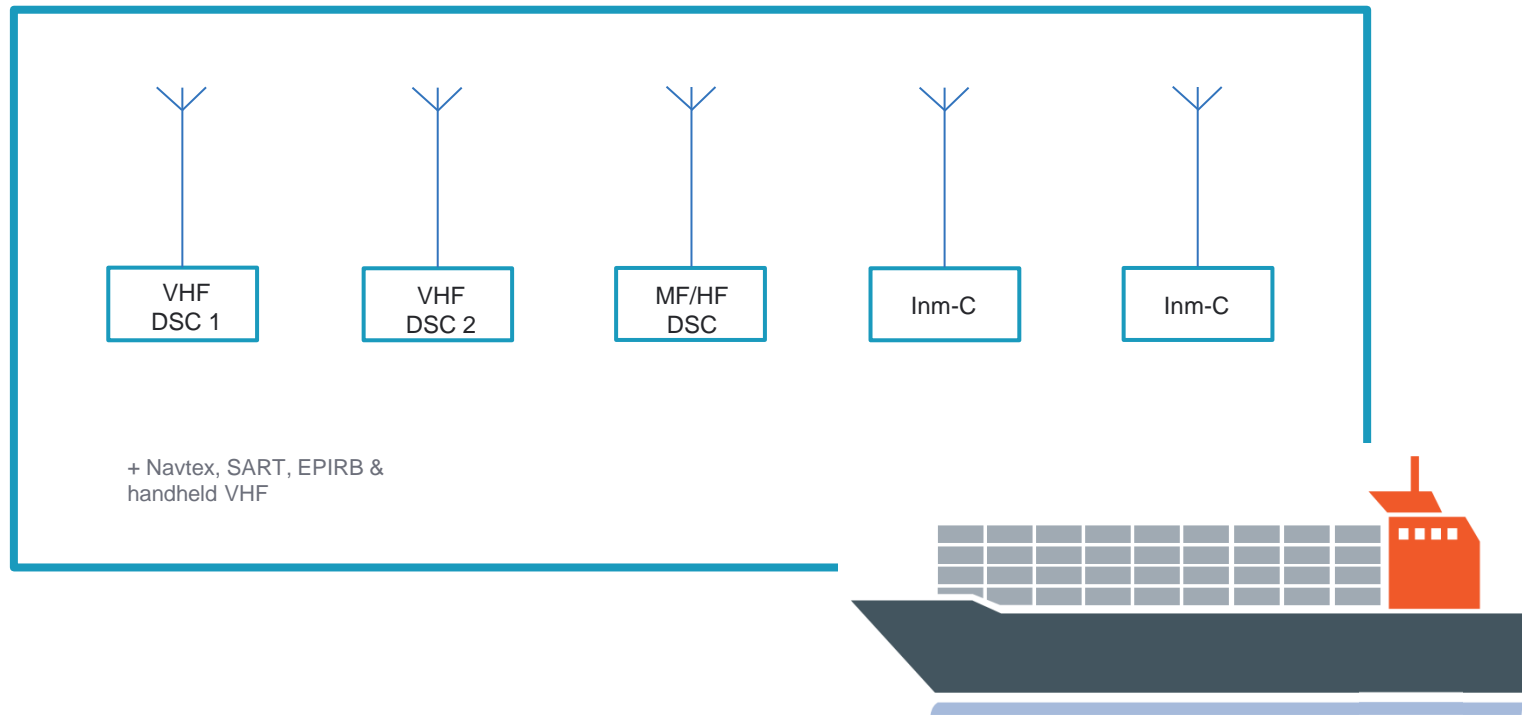 VHF
DSC 1
VHF
DSC 2
MF/HF
DSC
Inm-C
Inm-C
+ Navtex, SART, EPIRB &
handheld VHF